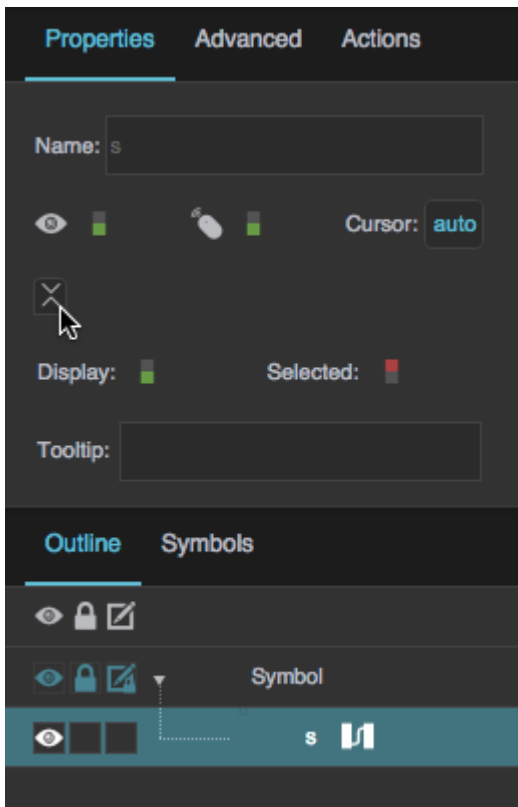 Properties Advanced Actions
Name: s
Cursor: auto
Display: Selected:
Tooltip:
Outline Symbols
Symbol
s